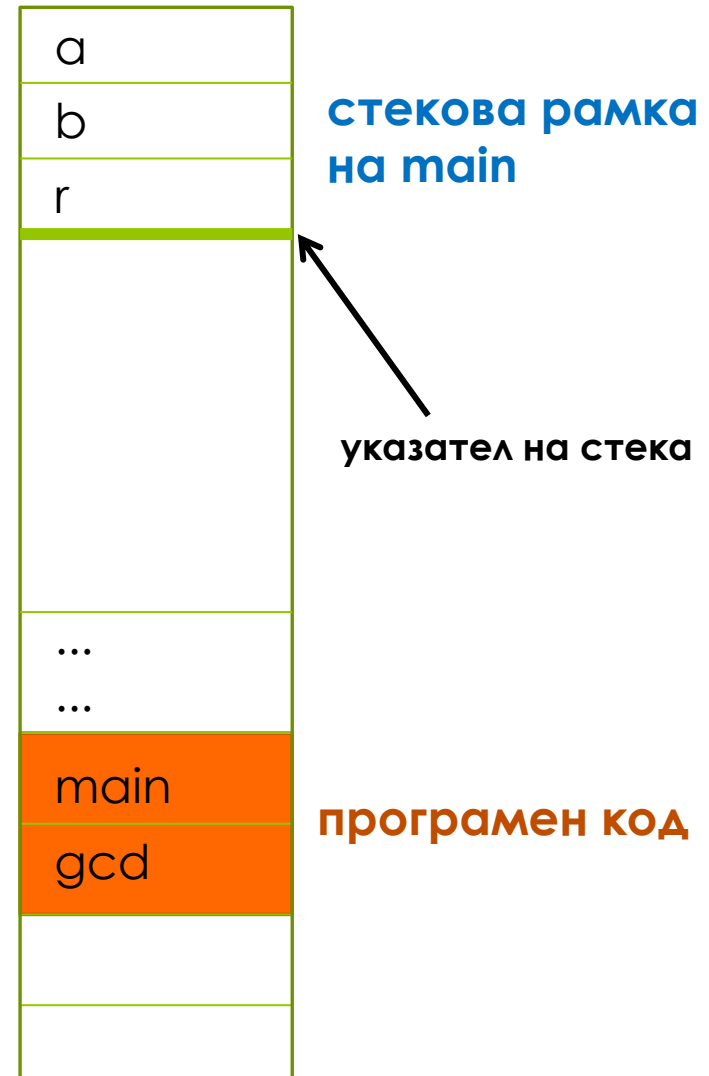 a
b
стекова рамка
на main
r
указател на стека
...
...
main
програмен код
gcd